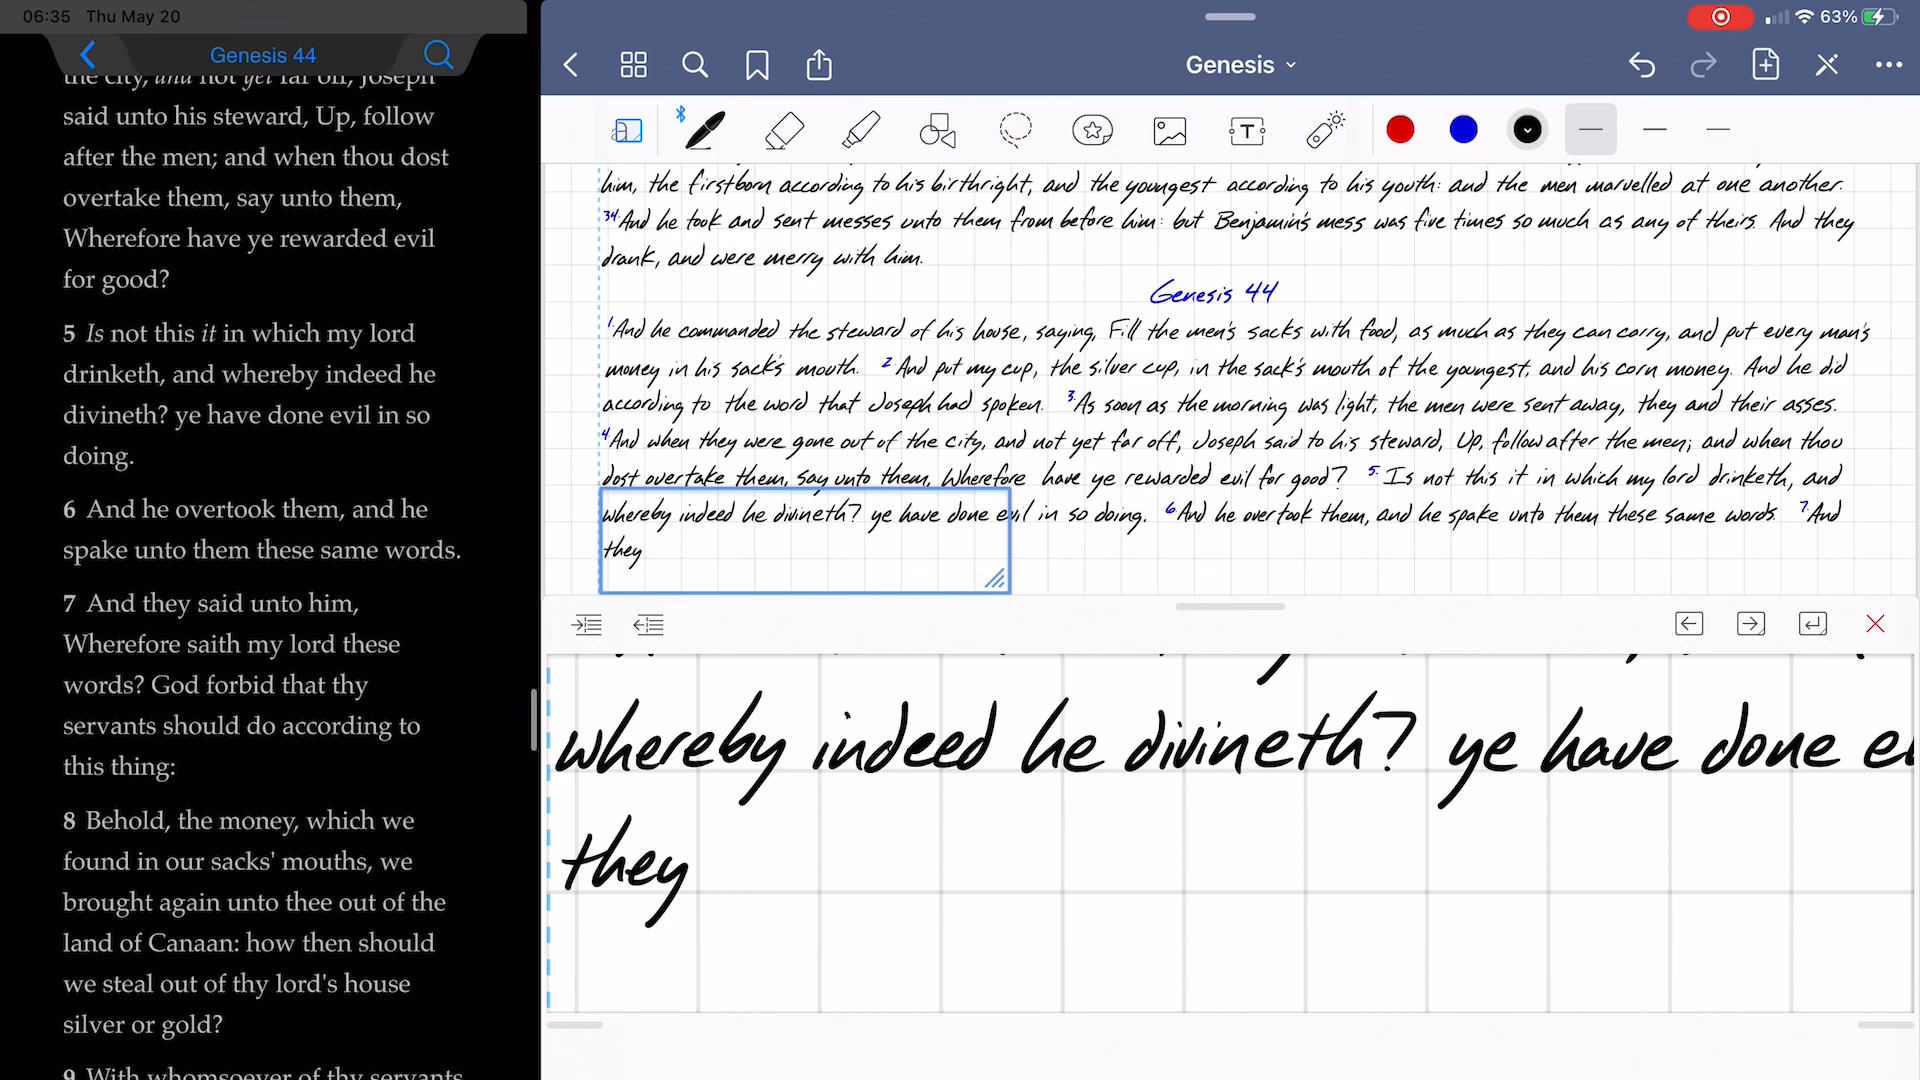 06:35 Thu May 20
Genesis 44
the city, and not yet far off, Joseph
said unto his steward, Up, follow
after the men; and when thou dost
overtake them, say unto them,
Wherefore have ye rewarded evil
for good?
5 Is not this it in which my lord
drinketh, and whereby indeed he
divineth? ye have done evil in so
doing.
6 And he overtook them, and he
spake unto them these same words.
7 And they said unto him,
Wherefore saith my lord these
words? God forbid that thy
servants should do according to
this thing:
8 Behold, the money, which we
found in our sacks' mouths, we
brought again unto thee out of the
land of Canaan: how then should
we steal out of thy lord's house
silver or gold?
9 With whomsoever of thy servants
63%
Genesis
him, the firstborn according to his birthright, and the youngest according to his youth: and the men marvelled at one another.
34. And he took and sent messes unto them from before him: but Benjamin's mess was five times so much as any of theirs. And they
drank, and were merry with him.
Genesis 44
1. And he commanded the steward of his house, saying, Fill the men's sacks with food, as much as they can carry, and put every man's
money in his sack's mouth. 2 And put my cup, the silver cup, in the sack's mouth of the youngest, and his corn money. And he did
according to the word that Joseph had spoken. 3. As soon as the morning was light, the men were sent away, they and their asses.
4 And when they were gone out of the city, and not yet far off, Joseph said to his steward, Up, follow after the men; and when thou
dost overtake them, say unto them, Wherefore have ye rewarded evil for good? 5. Is not this it in which my lord drinketh, and
whereby indeed he divineth? ye have done evil in so doing. 6 And he overtook them, and he spake unto them these same words. 7. And
they
whereby indeed he divineth? ye have done
they